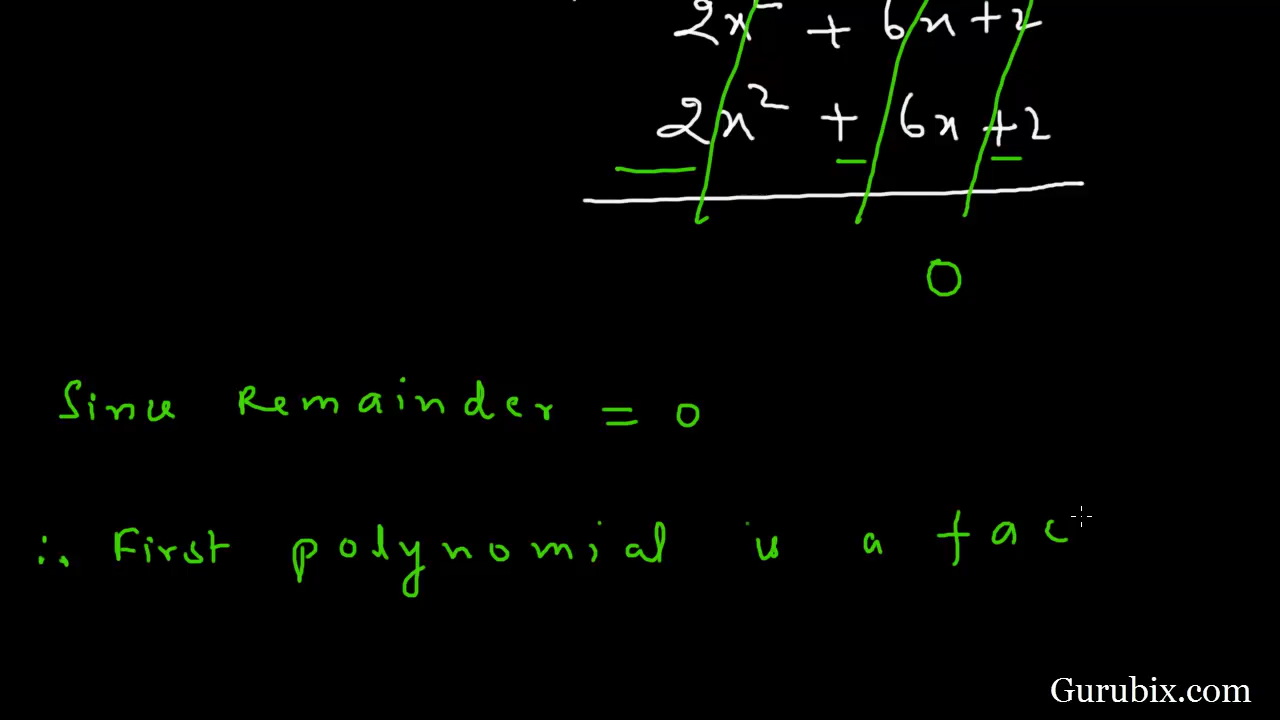 2x² + 6x + 2
2x² + 6x + 2
0
Since Remainder = 0
∴ First polynomial is a fac
Gurubix.com